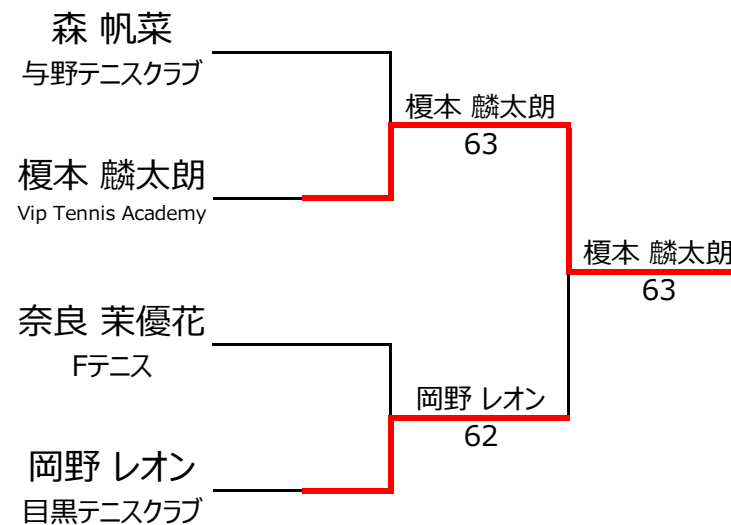 森 帆菜
与野テニスクラブ
榎本 麟太朗
63
榎本 麟太朗
Vip Tennis Academy
榎本 麟太朗
63
奈良 茉優花
Fテニス
岡野 レオン
62
岡野 レオン
目黒テニスクラブ